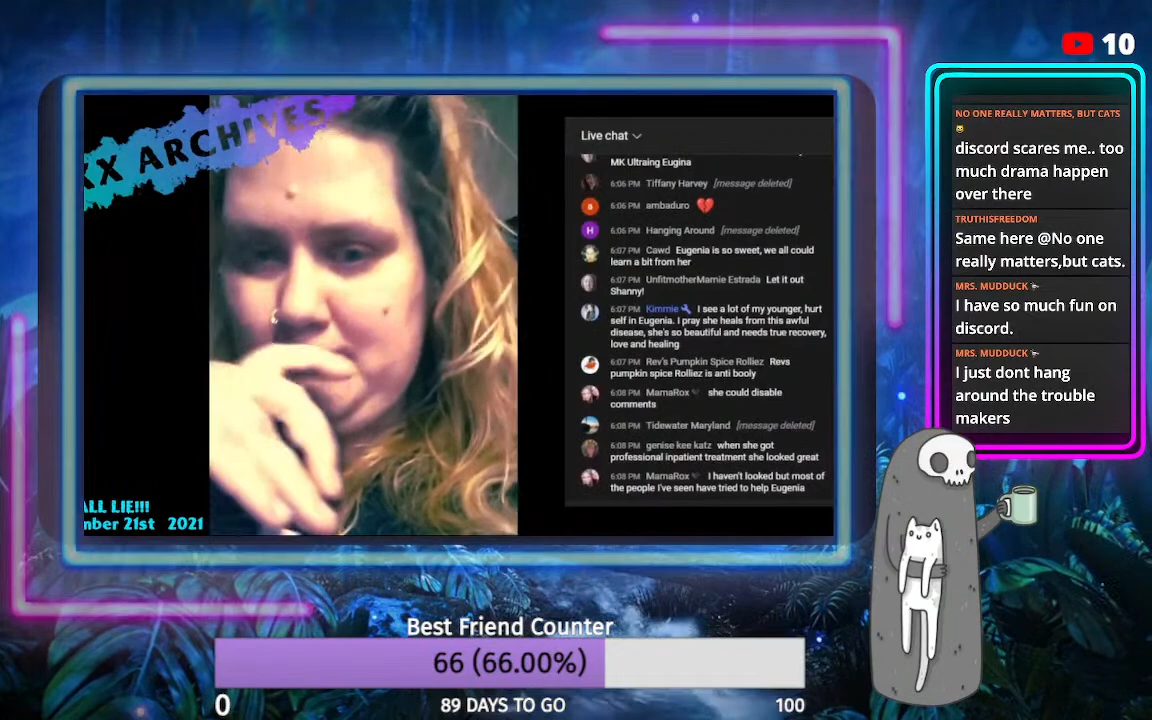 10
XX ARCHIVES
Live chat
MK Ultraing Eugina
6:06 PM Tiffany Harvey [message deleted]
6:06 PM ambaduro 💔
H 6:06 PM Hanging Around [message deleted]
6:07 PM Cawd Eugenia is so sweet, we all could
learn a bit from her
6:07 PM UnfitmotherMamie Estrada Let it out
Shanny!
6:07 PM Kimmie I see a lot of my younger, hurt
self in Eugenia. I pray she heals from this awful
disease, she's so beautiful and needs true recovery,
love and healing
6:07 PM Rev's Pumpkin Spice Rolliez Revs
pumpkin spice Rolliez is anti booly
6:08 PM MamaRox she could disable
comments
6:08 PM Tidewater Maryland [message deleted]
6:08 PM genise kee katz when she got
professional inpatient treatment she looked great
6:08 PM MamaRox I haven't looked but most of
the people I've seen have tried to help Eugenia
ALL LIE!!!
mber 21st 2021
NO ONE REALLY MATTERS, BUT CATS
discord scares me.. too
much drama happen
over there
TRUTHISFREEDOM
Same here @No one
really matters,but cats.
MRS. MUDDUCK
I have so much fun on
discord.
MRS. MUDDUCK
I just dont hang
around the trouble
makers
Best Friend Counter
66 (66.00%)
0 89 DAYS TO GO 100